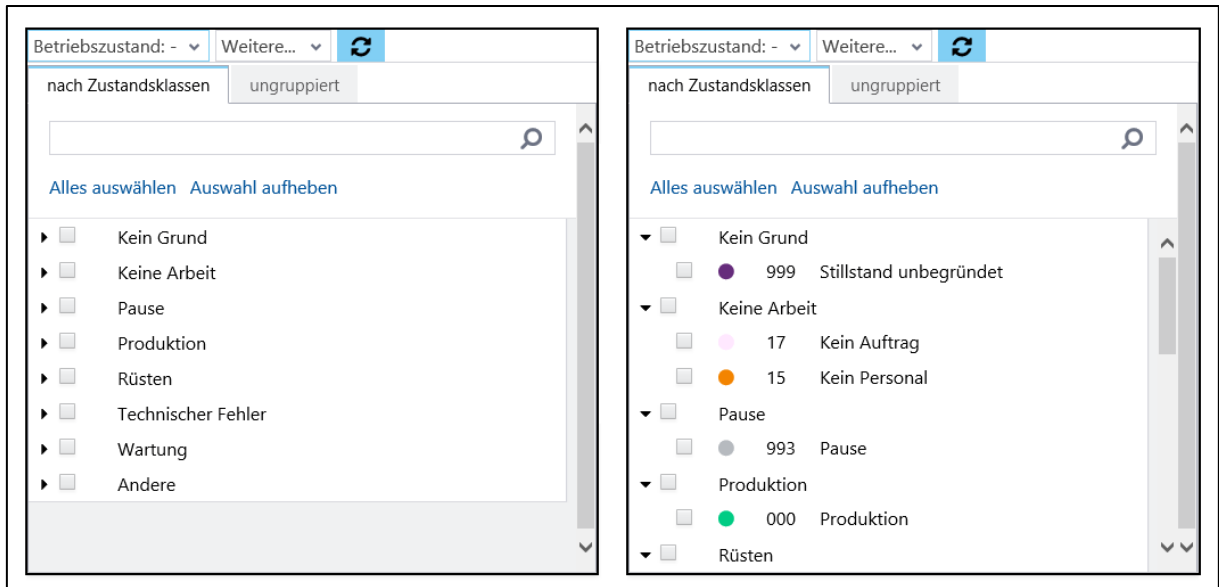 Betriebszustand: - Weitere...
nach Zustandsklassen ungruppiert
Alles auswählen Auswahl aufheben
Kein Grund
Keine Arbeit
Pause
Produktion
Rüsten
Technischer Fehler
Wartung
Andere
Betriebszustand: - Weitere...
nach Zustandsklassen ungruppiert
Alles auswählen Auswahl aufheben
Kein Grund
999 Stillstand unbegründet
Keine Arbeit
17 Kein Auftrag
15 Kein Personal
Pause
993 Pause
Produktion
000 Produktion
Rüsten